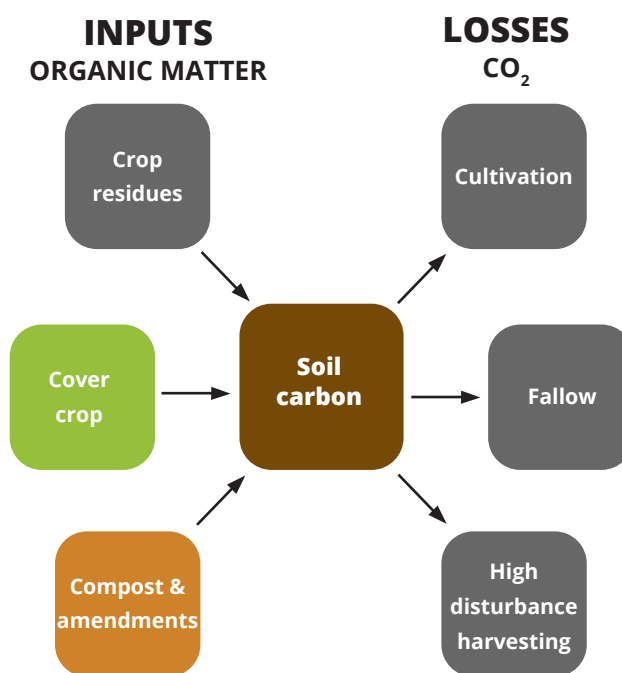 INPUTS
ORGANIC MATTER
LOSSES
CO₂
Crop
residues
Cultivation
Cover
crop
Soil
carbon
Fallow
Compost &
amendments
High
disturbance
harvesting